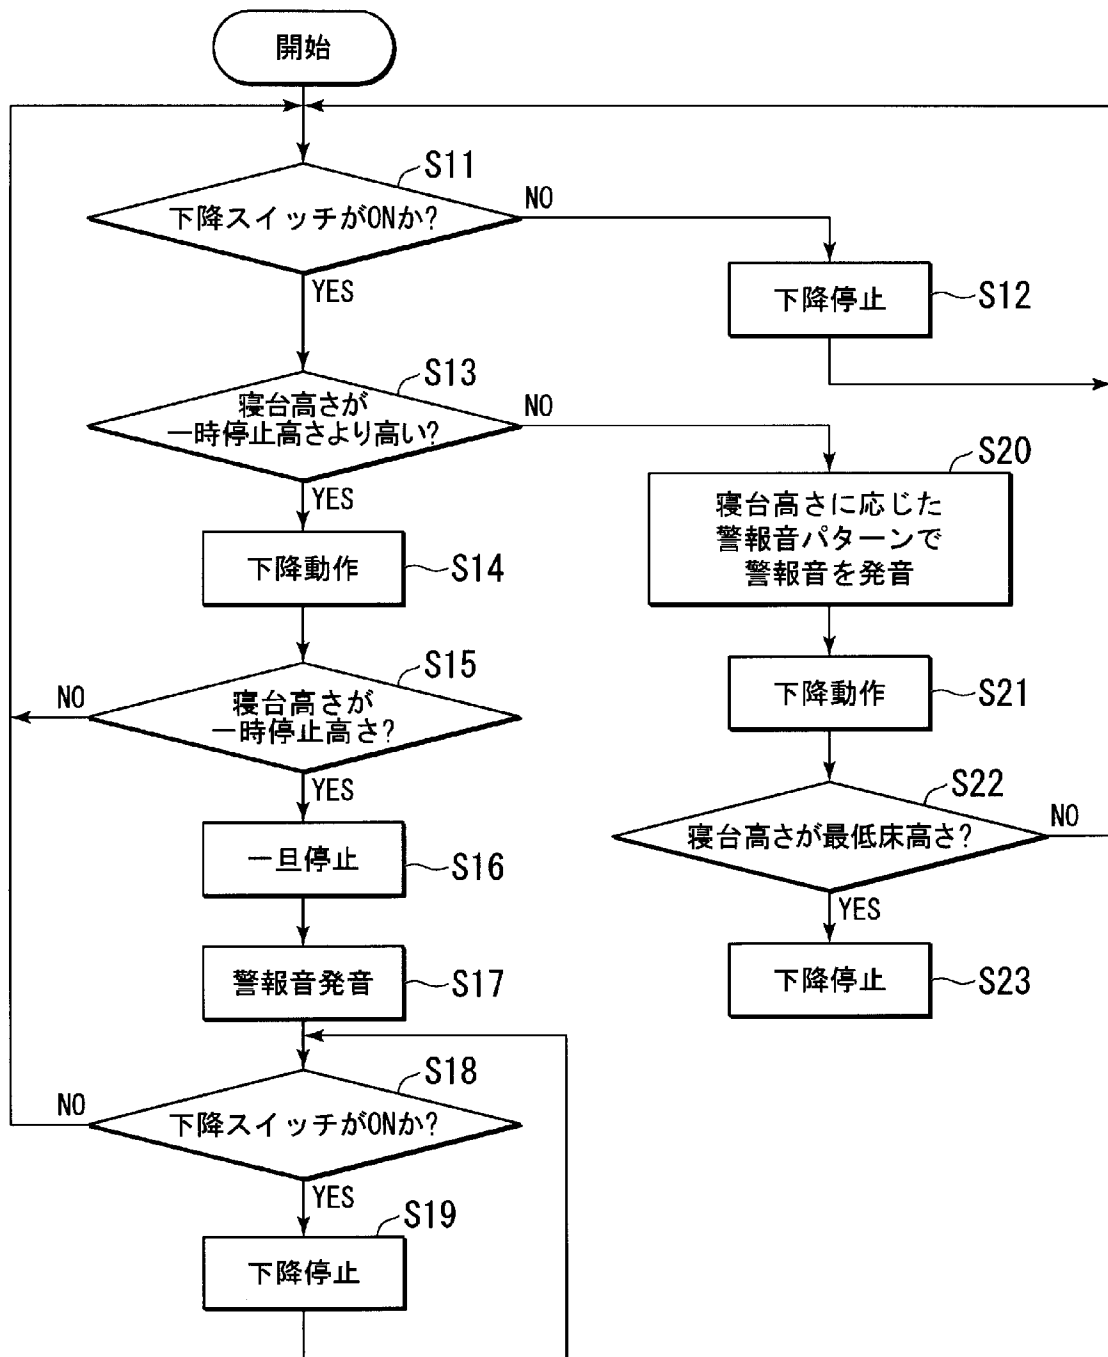 開始
S11
下降スイッチがONか?
NO
YES
下降停止
S12
S13
寝台高さが
一時停止高さより高い?
NO
YES
S20
寝台高さに応じた
警報音パターンで
警報音を発音
下降動作
S14
S15
寝台高さが
一時停止高さ?
NO
YES
下降動作
S21
S22
寝台高さが最低床高さ?
NO
YES
一旦停止
S16
下降停止
S23
警報音発音
S17
S18
下降スイッチがONか?
NO
YES
S19
下降停止